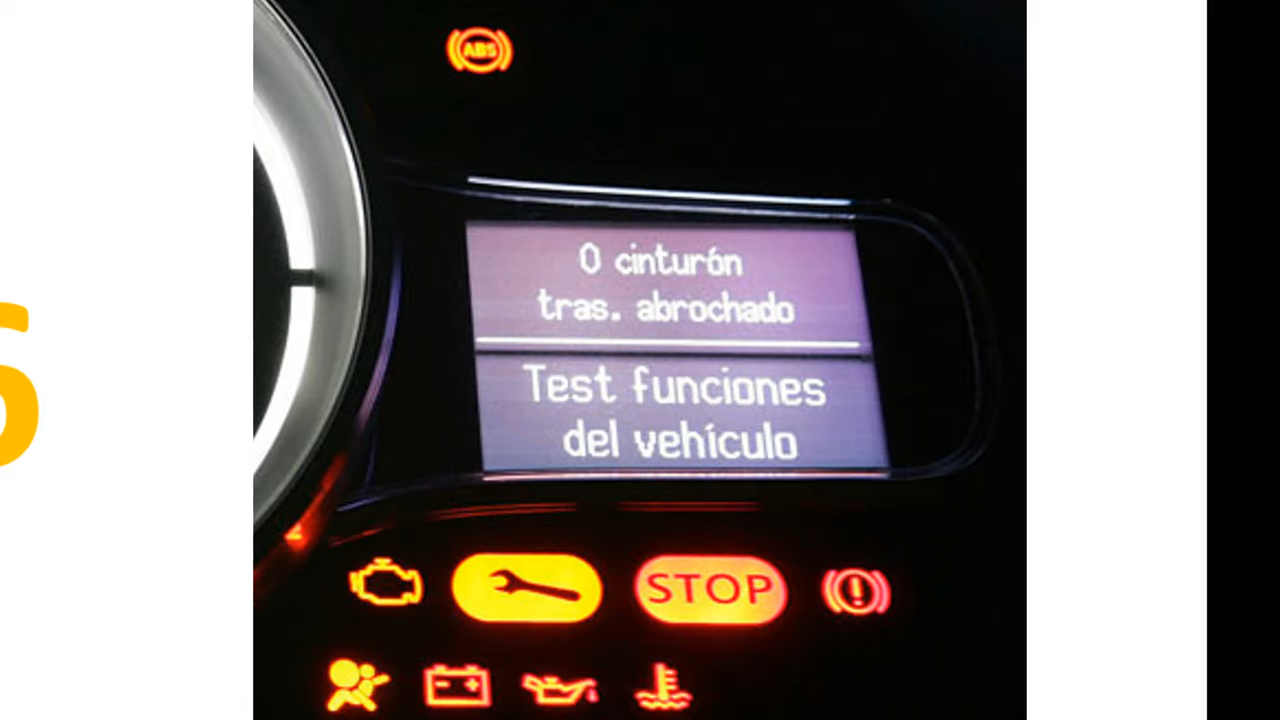 ABS
0 cinturón
tras. abrochado
Test funciones
del vehículo
STOP